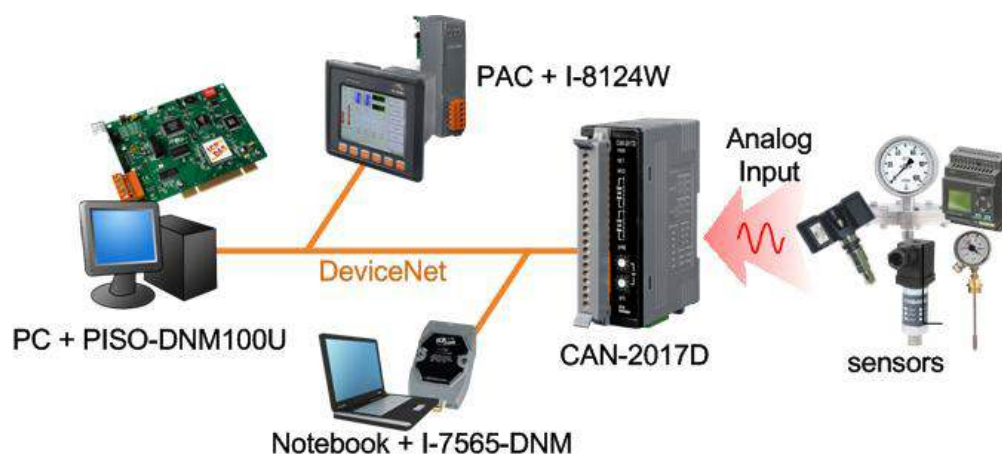 PAC + I-8124W
Analog
Input
DeviceNet
PC + PISO-DNM100U
CAN-2017D
sensors
Notebook + I-7565-DNM